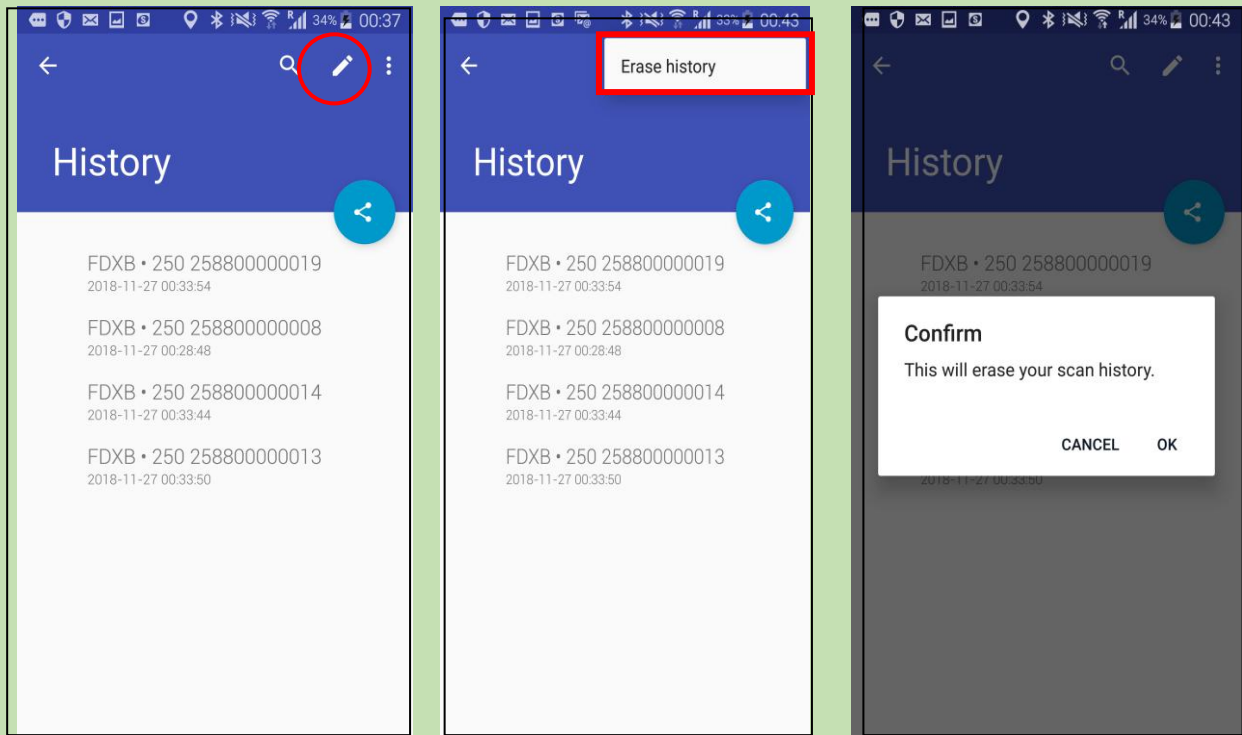 34% 00:37
History
FDXB • 250 258800000019
2018-11-27 00:33:54
FDXB • 250 258800000008
2018-11-27 00:28:48
FDXB • 250 258800000014
2018-11-27 00:33:44
FDXB • 250 258800000013
2018-11-27 00:33:50
00:43
Erase history
History
FDXB • 250 258800000019
2018-11-27 00:33:54
FDXB • 250 258800000008
2018-11-27 00:28:48
FDXB • 250 258800000014
2018-11-27 00:33:44
FDXB • 250 258800000013
2018-11-27 00:33:50
34% 00:43
History
FDXB • 250 258800000019
2018-11-27 00:33:54
Confirm
This will erase your scan history.
CANCEL OK
2018-11-27 00:33:50